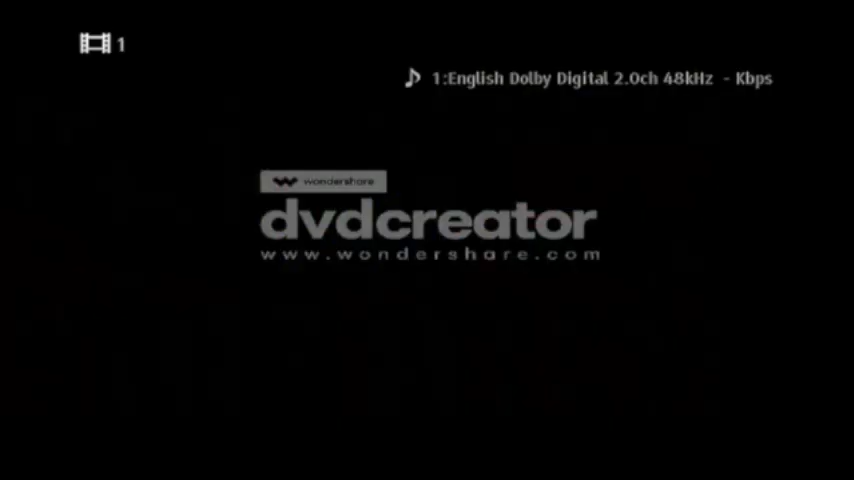 1
1:English Dolby Digital 2.0ch 48kHz - Kbps
wondershare
dvdcreator
www.wondershare.com